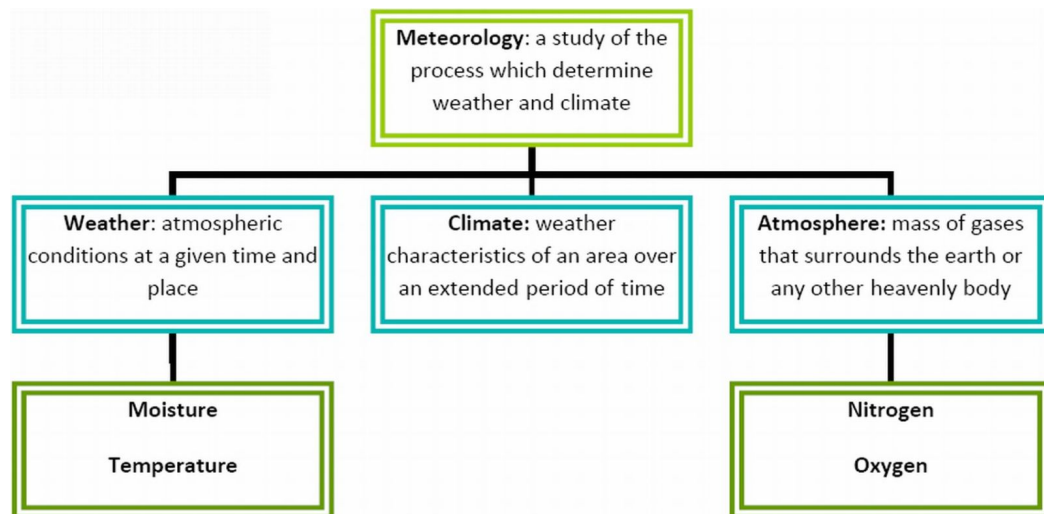 Meteorology: a study of the
process which determine
weather and climate
Weather: atmospheric
conditions at a given time and
place
Climate: weather
characteristics of an area over
an extended period of time
Atmosphere: mass of gases
that surrounds the earth or
any other heavenly body
Moisture
Temperature
Nitrogen
Oxygen